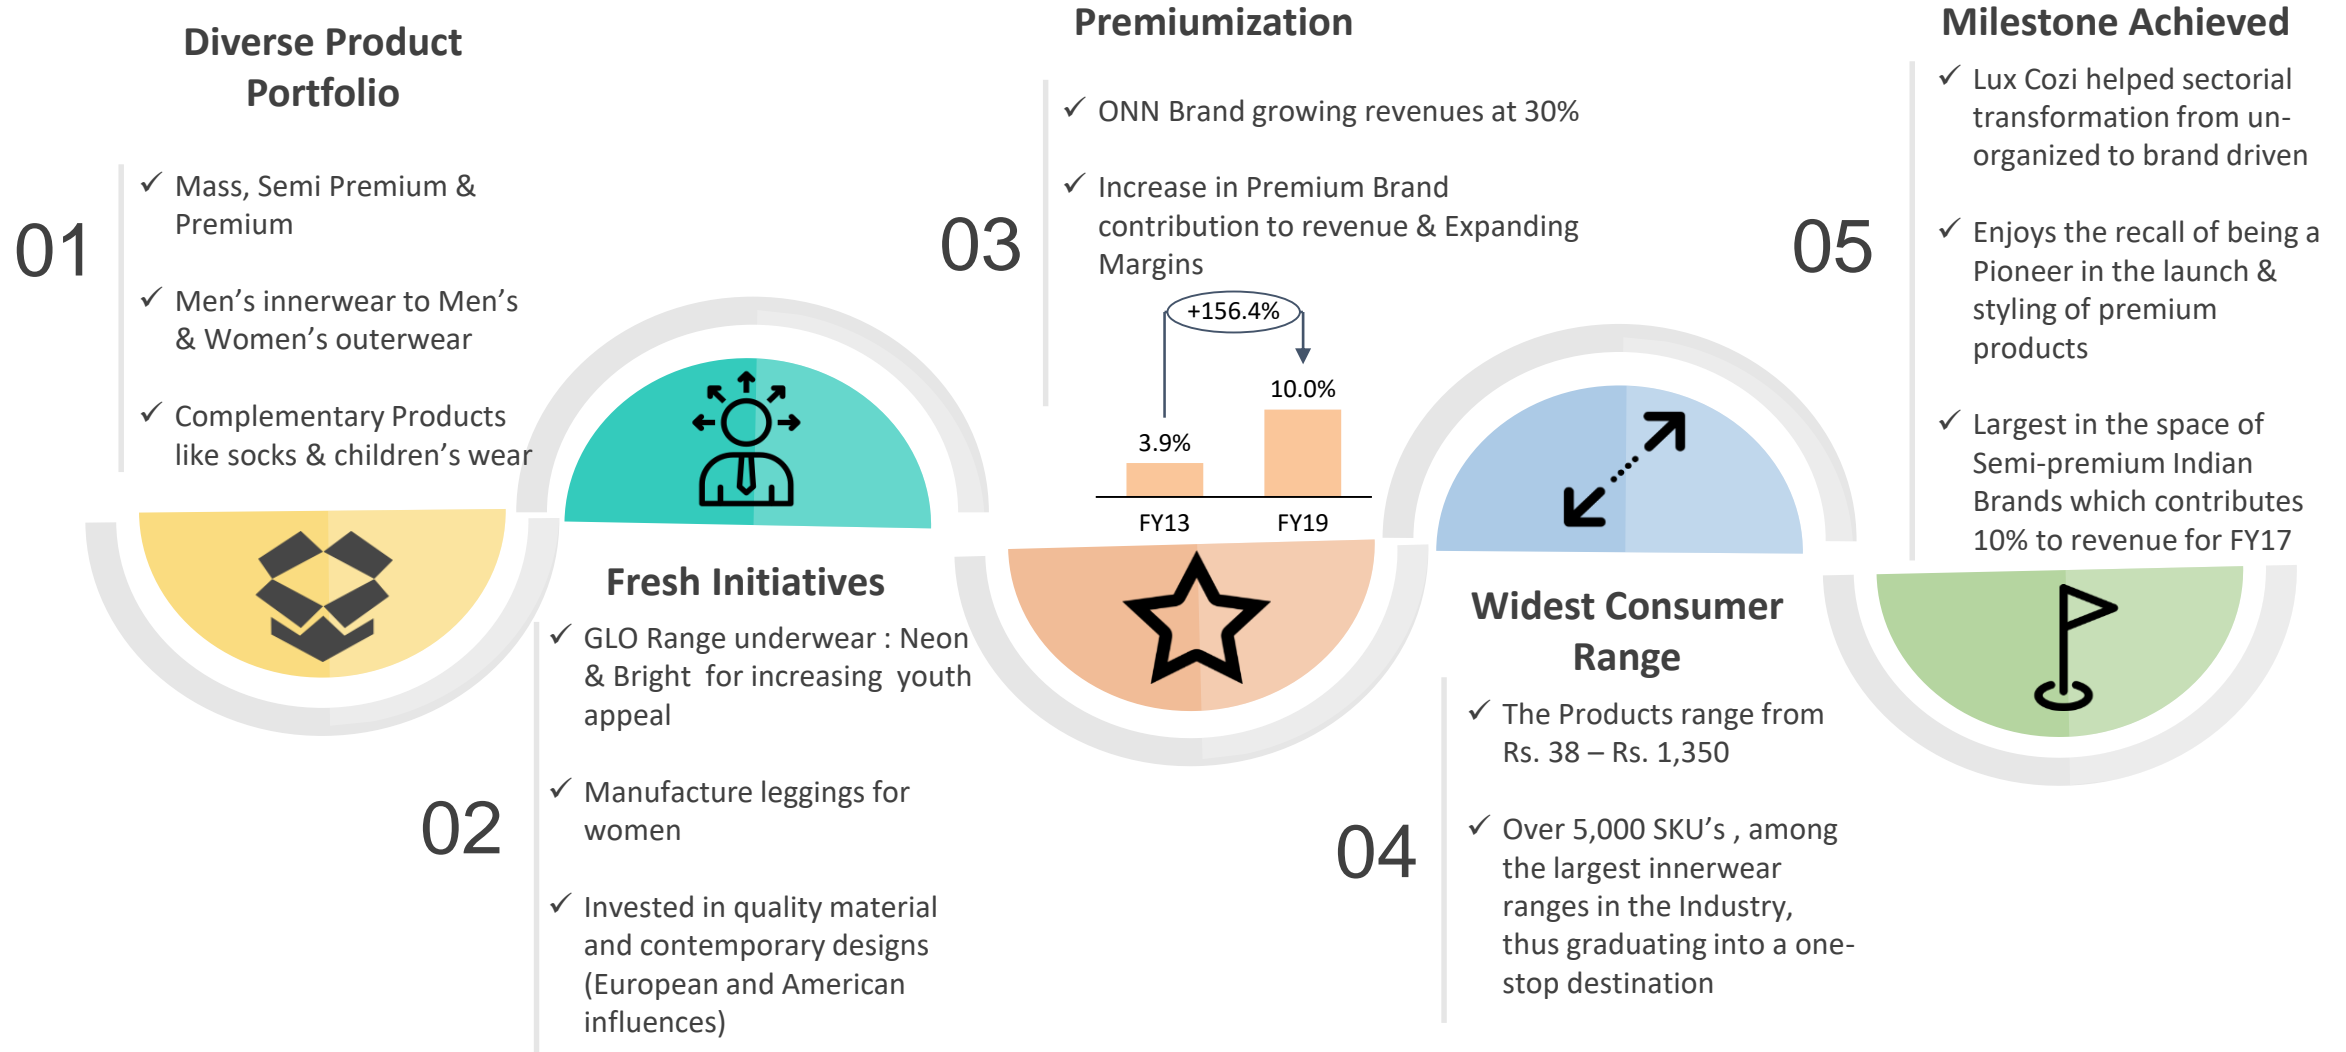 Diverse Product
Portfolio
01
✓ Mass, Semi Premium &
Premium
✓ Men’s innerwear to Men’s
& Women’s outerwear
✓ Complementary Products
like socks & children’s wear
Fresh Initiatives
02
✓ GLO Range underwear : Neon
& Bright for increasing youth
appeal
✓ Manufacture leggings for
women
✓ Invested in quality material
and contemporary designs
(European and American
influences)
Premiumization
03
✓ ONN Brand growing revenues at 30%
✓ Increase in Premium Brand
contribution to revenue & Expanding
Margins
+156.4%
10.0%
3.9%
FY13 FY19
Widest Consumer
Range
04
✓ The Products range from
Rs. 38 – Rs. 1,350
✓ Over 5,000 SKU’s , among
the largest innerwear
ranges in the Industry,
thus graduating into a one-
stop destination
Milestone Achieved
05
✓ Lux Cozi helped sectorial
transformation from un-
organized to brand driven
✓ Enjoys the recall of being a
Pioneer in the launch &
styling of premium
products
✓ Largest in the space of
Semi-premium Indian
Brands which contributes
10% to revenue for FY17